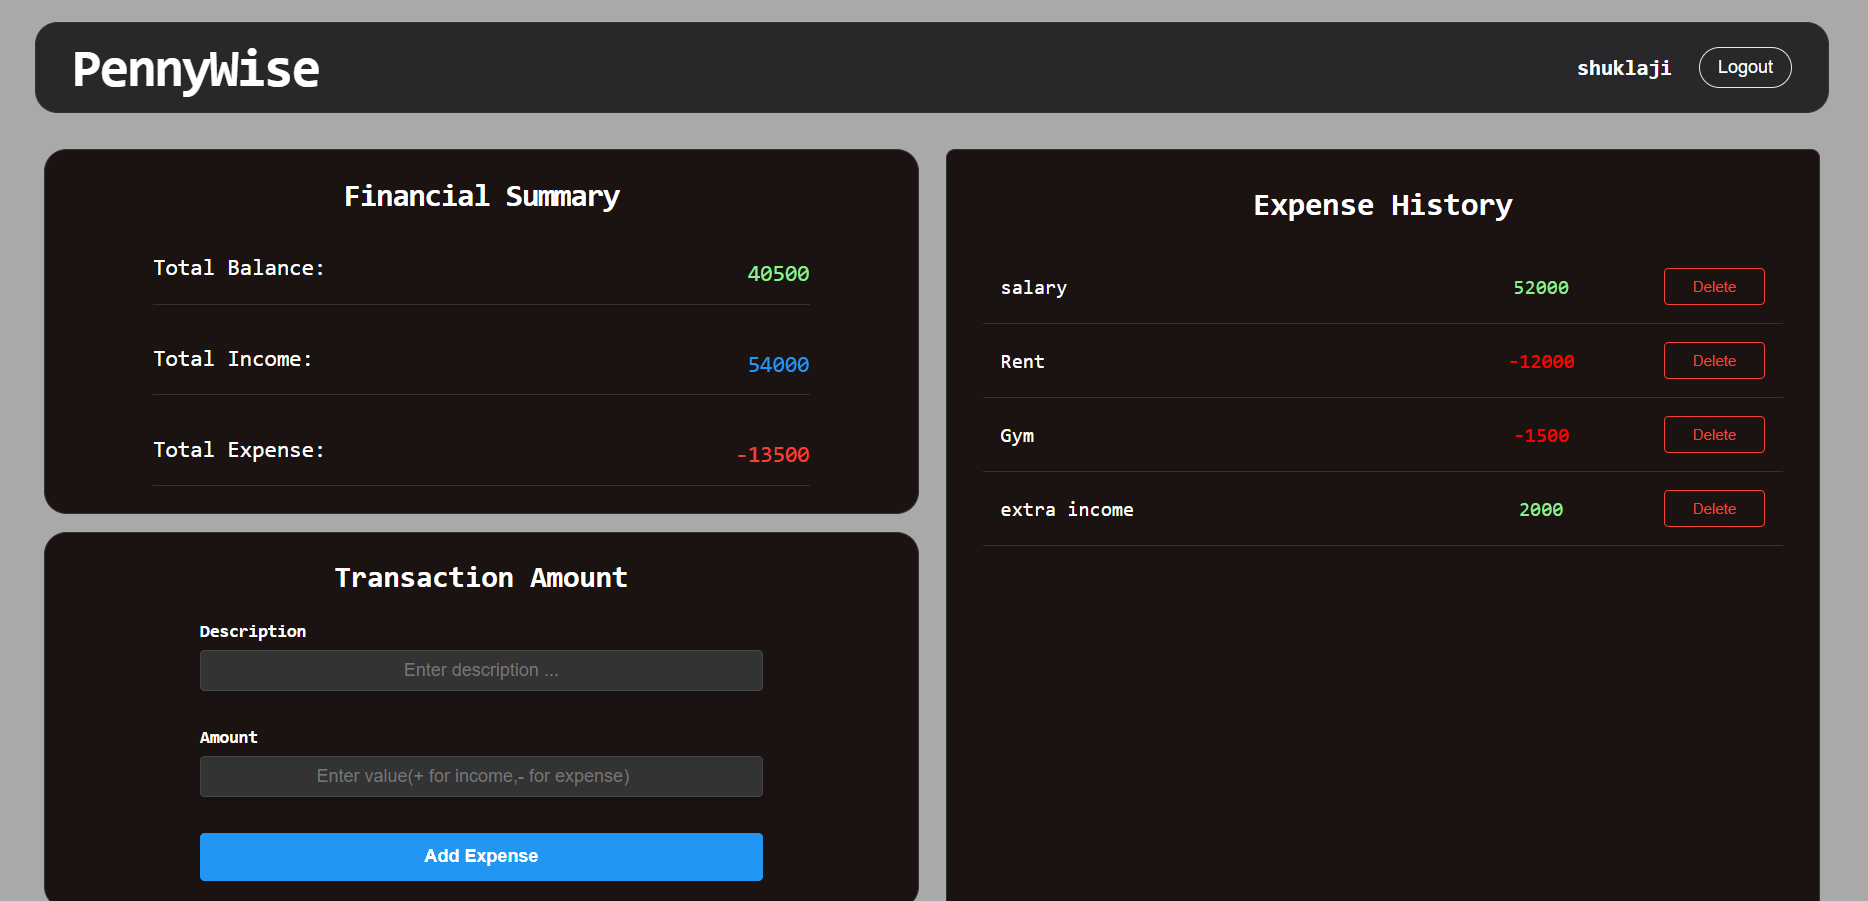 PennyWise
shuklaji Logout
Financial Summary
Total Balance: 40500
Total Income: 54000
Total Expense: -13500
Transaction Amount
Description
Enter description ...
Amount
Enter value(+ for income,- for expense)
Add Expense
Expense History
salary 52000 Delete
Rent -12000 Delete
Gym -1500 Delete
extra income 2000 Delete